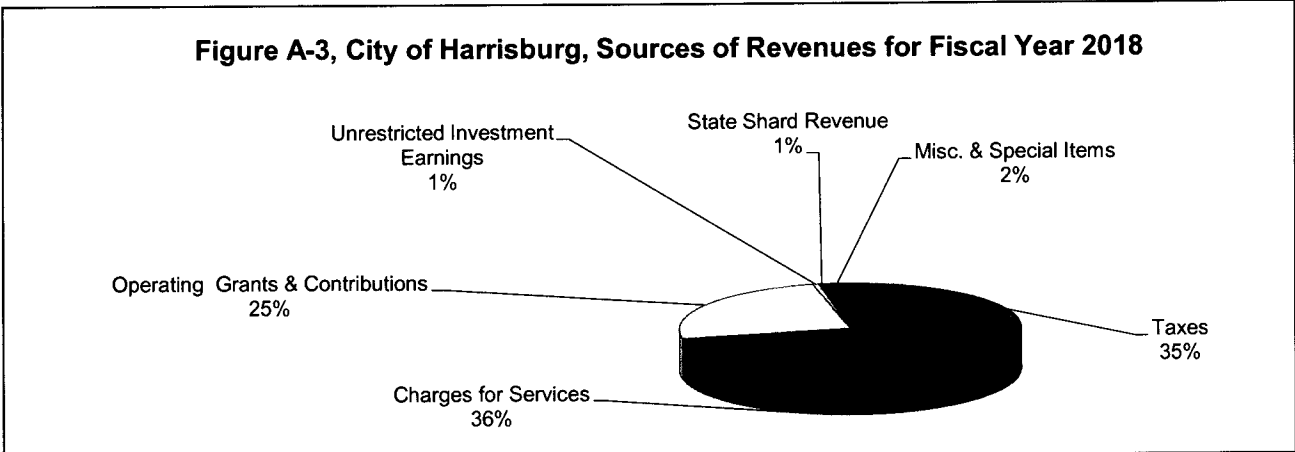 Figure A-3, City of Harrisburg, Sources of Revenues for Fiscal Year 2018
Unrestricted Investment
Earnings
1%
State Shard Revenue
1%
Misc. & Special Items
2%
Operating Grants & Contributions
25%
Taxes
35%
Charges for Services
36%